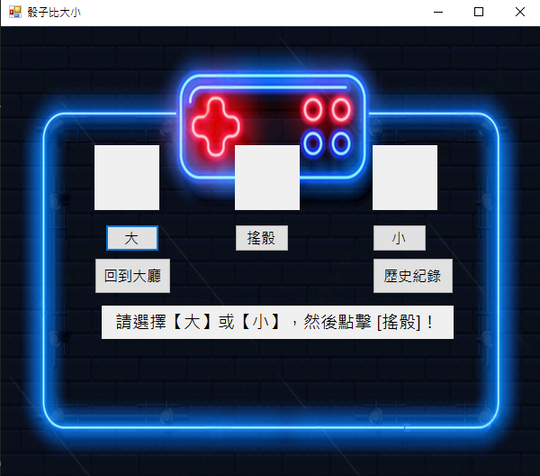 骰子比大小
大
搖骰
小
回到大廳
歷史紀錄
請選擇【大】或【小】，然後點擊 [搖骰]！